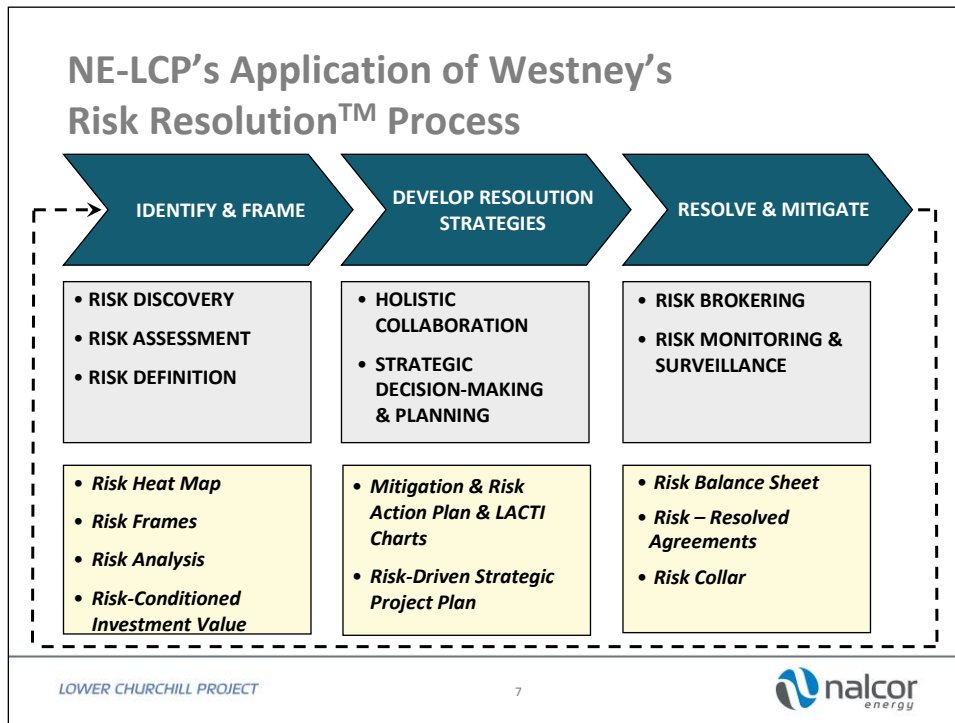 NE-LCP’s Application of Westney’s
Risk Resolution™ Process
IDENTIFY & FRAME
DEVELOP RESOLUTION
STRATEGIES
RESOLVE & MITIGATE
• RISK DISCOVERY
• RISK ASSESSMENT
• RISK DEFINITION
• HOLISTIC
COLLABORATION
• STRATEGIC
DECISION-MAKING
& PLANNING
• RISK BROKERING
• RISK MONITORING &
SURVEILLANCE
• Risk Heat Map
• Risk Frames
• Risk Analysis
• Risk-Conditioned
Investment Value
• Mitigation & Risk
Action Plan & LACTI
Charts
• Risk-Driven Strategic
Project Plan
• Risk Balance Sheet
• Risk – Resolved
Agreements
• Risk Collar
LOWER CHURCHILL PROJECT
7
nalcor
energy